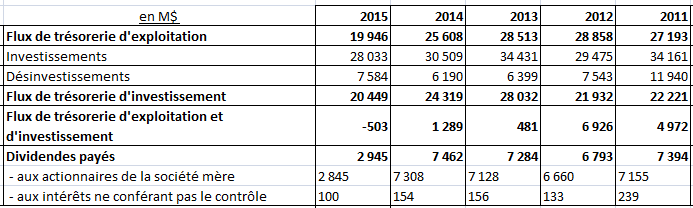 en M$ 2015 2014 2013 2012 2011
Flux de trésorerie d'exploitation 19 946 25 608 28 513 28 858 27 193
Investissements 28 033 30 509 34 431 29 475 34 161
Désinvestissements 7 584 6 190 6 399 7 543 11 940
Flux de trésorerie d'investissement 20 449 24 319 28 032 21 932 22 221
Flux de trésorerie d'exploitation et
d'investissement -503 1 289 481 6 926 4 972
Dividendes payés 2 945 7 462 7 284 6 793 7 394
- aux actionnaires de la société mère 2 845 7 308 7 128 6 660 7 155
- aux intérêts ne conférant pas le contrôle 100 154 156 133 239